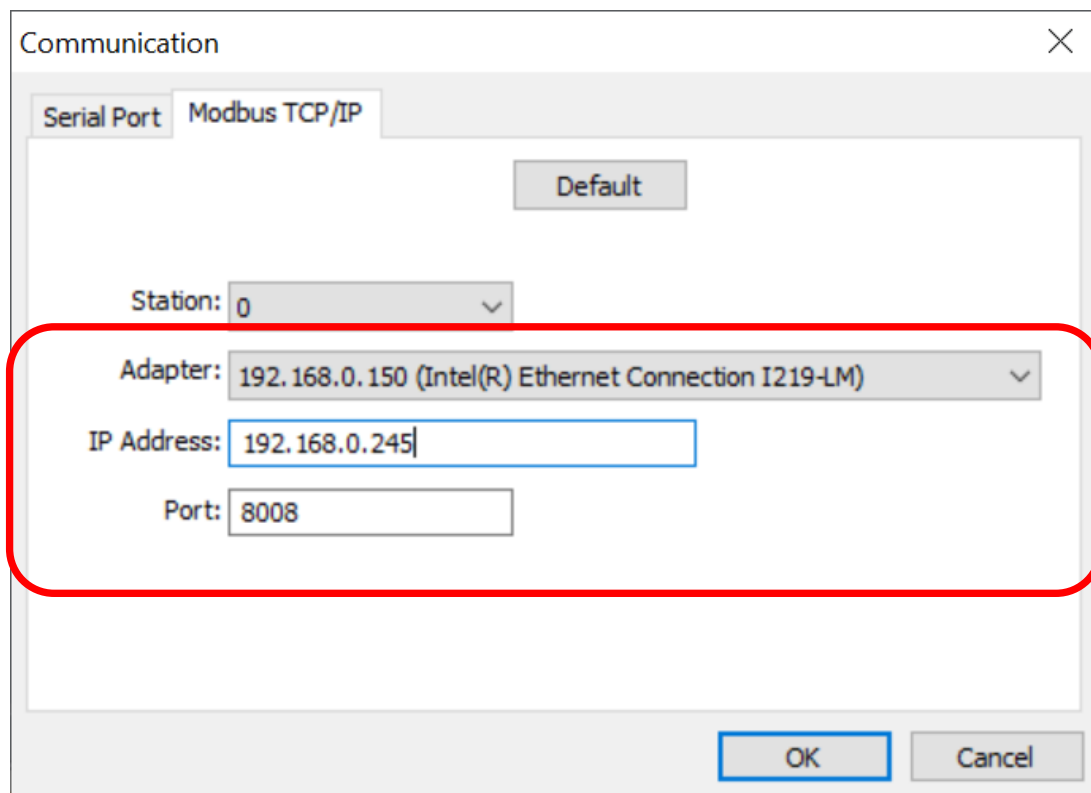 Communication
Serial Port Modbus TCP/IP
Default
Station: 0
Adapter: 192.168.0.150 (Intel(R) Ethernet Connection I219-LM)
IP Address: 192.168.0.245
Port: 8008
OK Cancel